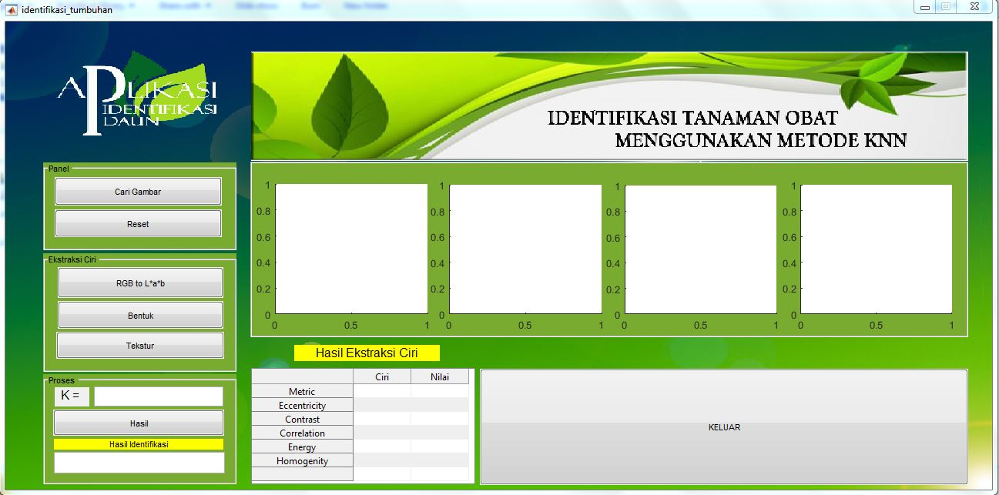 identifikasi_tumbuhan
APLIKASI
IDENTIFIKASI
DAUN
IDENTIFIKASI TANAMAN OBAT
MENGGUNAKAN METODE KNN
Panel
Cari Gambar
Reset
Ekstraksi Ciri
RGB to L*a*b
Bentuk
Tekstur
Proses
K =
Hasil
Hasil Identifikasi
1
0.8
0.6
0.4
0.2
0
0 0.5 1
1
0.8
0.6
0.4
0.2
0
0 0.5 1
1
0.8
0.6
0.4
0.2
0
0 0.5 1
1
0.8
0.6
0.4
0.2
0
0 0.5 1
Hasil Ekstraksi Ciri
Ciri Nilai
Metric
Eccentricity
Contrast
Correlation
Energy
Homogenity
KELUAR